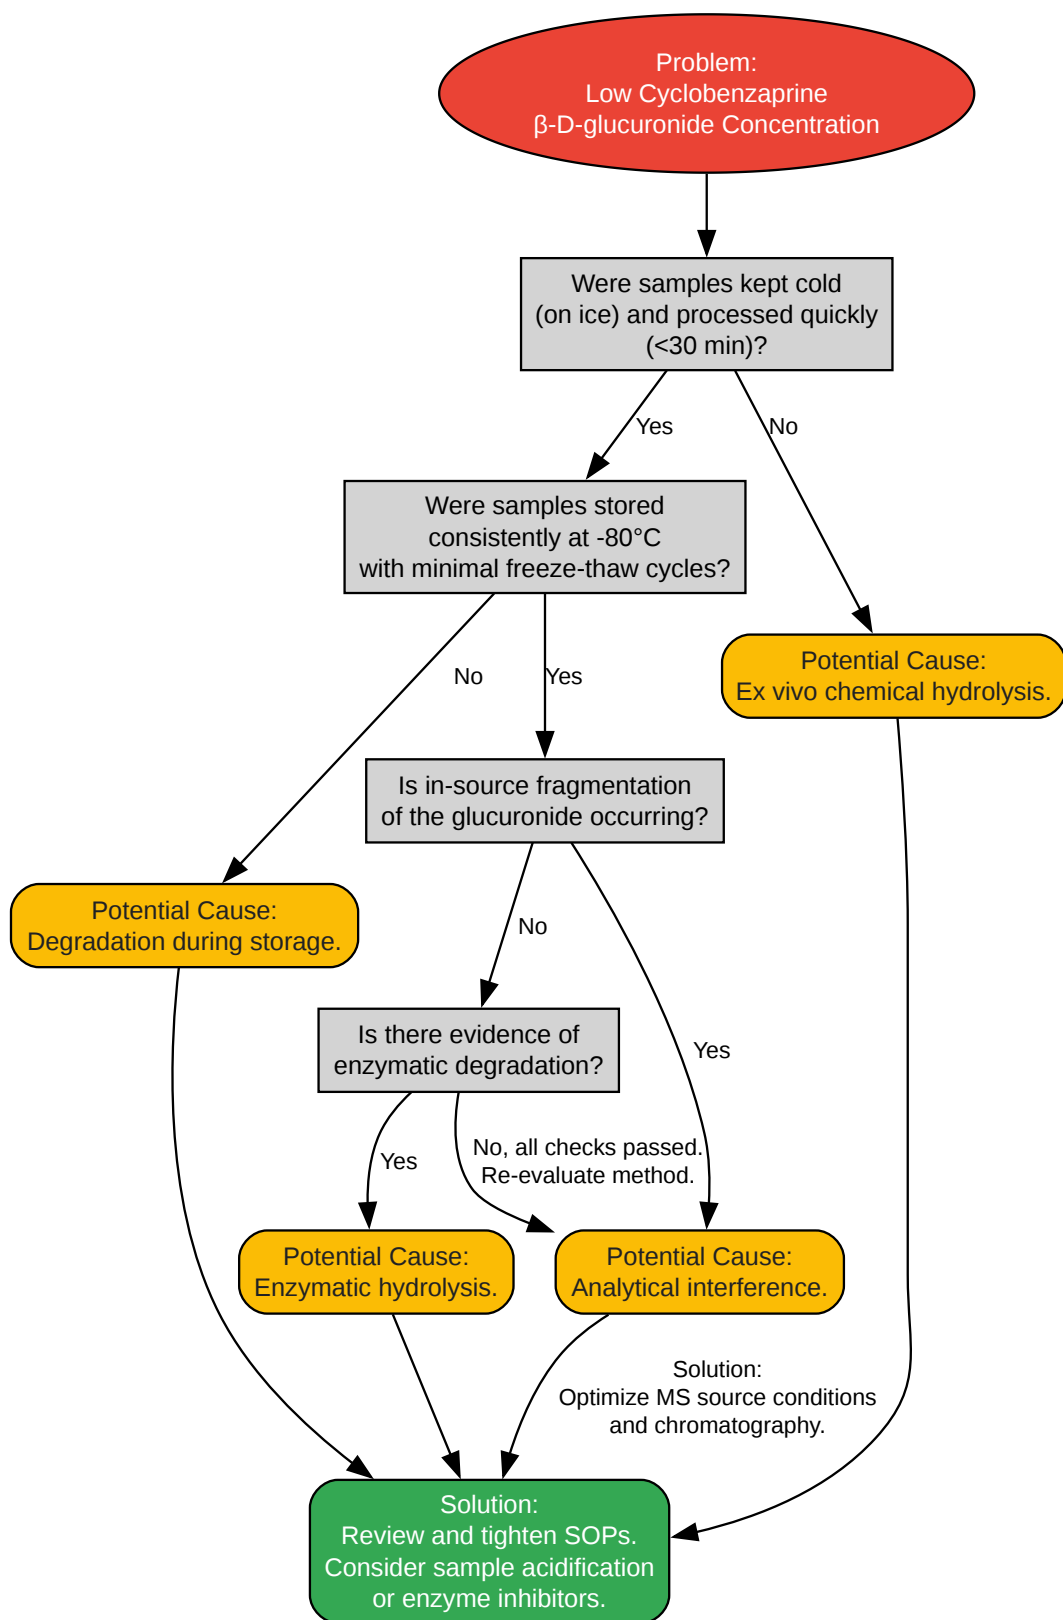 Problem:
Low Cyclobenzaprine
β-D-glucuronide Concentration
Were samples kept cold
(on ice) and processed quickly
(<30 min)?
Yes
No
Were samples stored
consistently at -80°C
with minimal freeze-thaw cycles?
Potential Cause:
Ex vivo chemical hydrolysis.
No
Yes
Is in-source fragmentation
of the glucuronide occurring?
Potential Cause:
Degradation during storage.
No
Yes
Is there evidence of
enzymatic degradation?
Yes
No, all checks passed.
Re-evaluate method.
Potential Cause:
Enzymatic hydrolysis.
Potential Cause:
Analytical interference.
Solution:
Optimize MS source conditions
and chromatography.
Solution:
Review and tighten SOPs.
Consider sample acidification
or enzyme inhibitors.